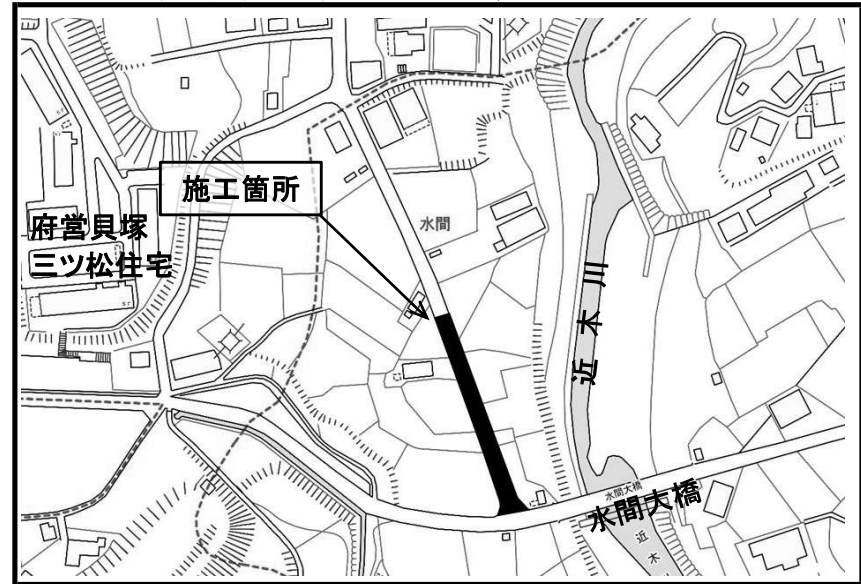 施工箇所
府営貝塚
三ツ松住宅
水間
近木川
水間大橋
水間大橋
近木